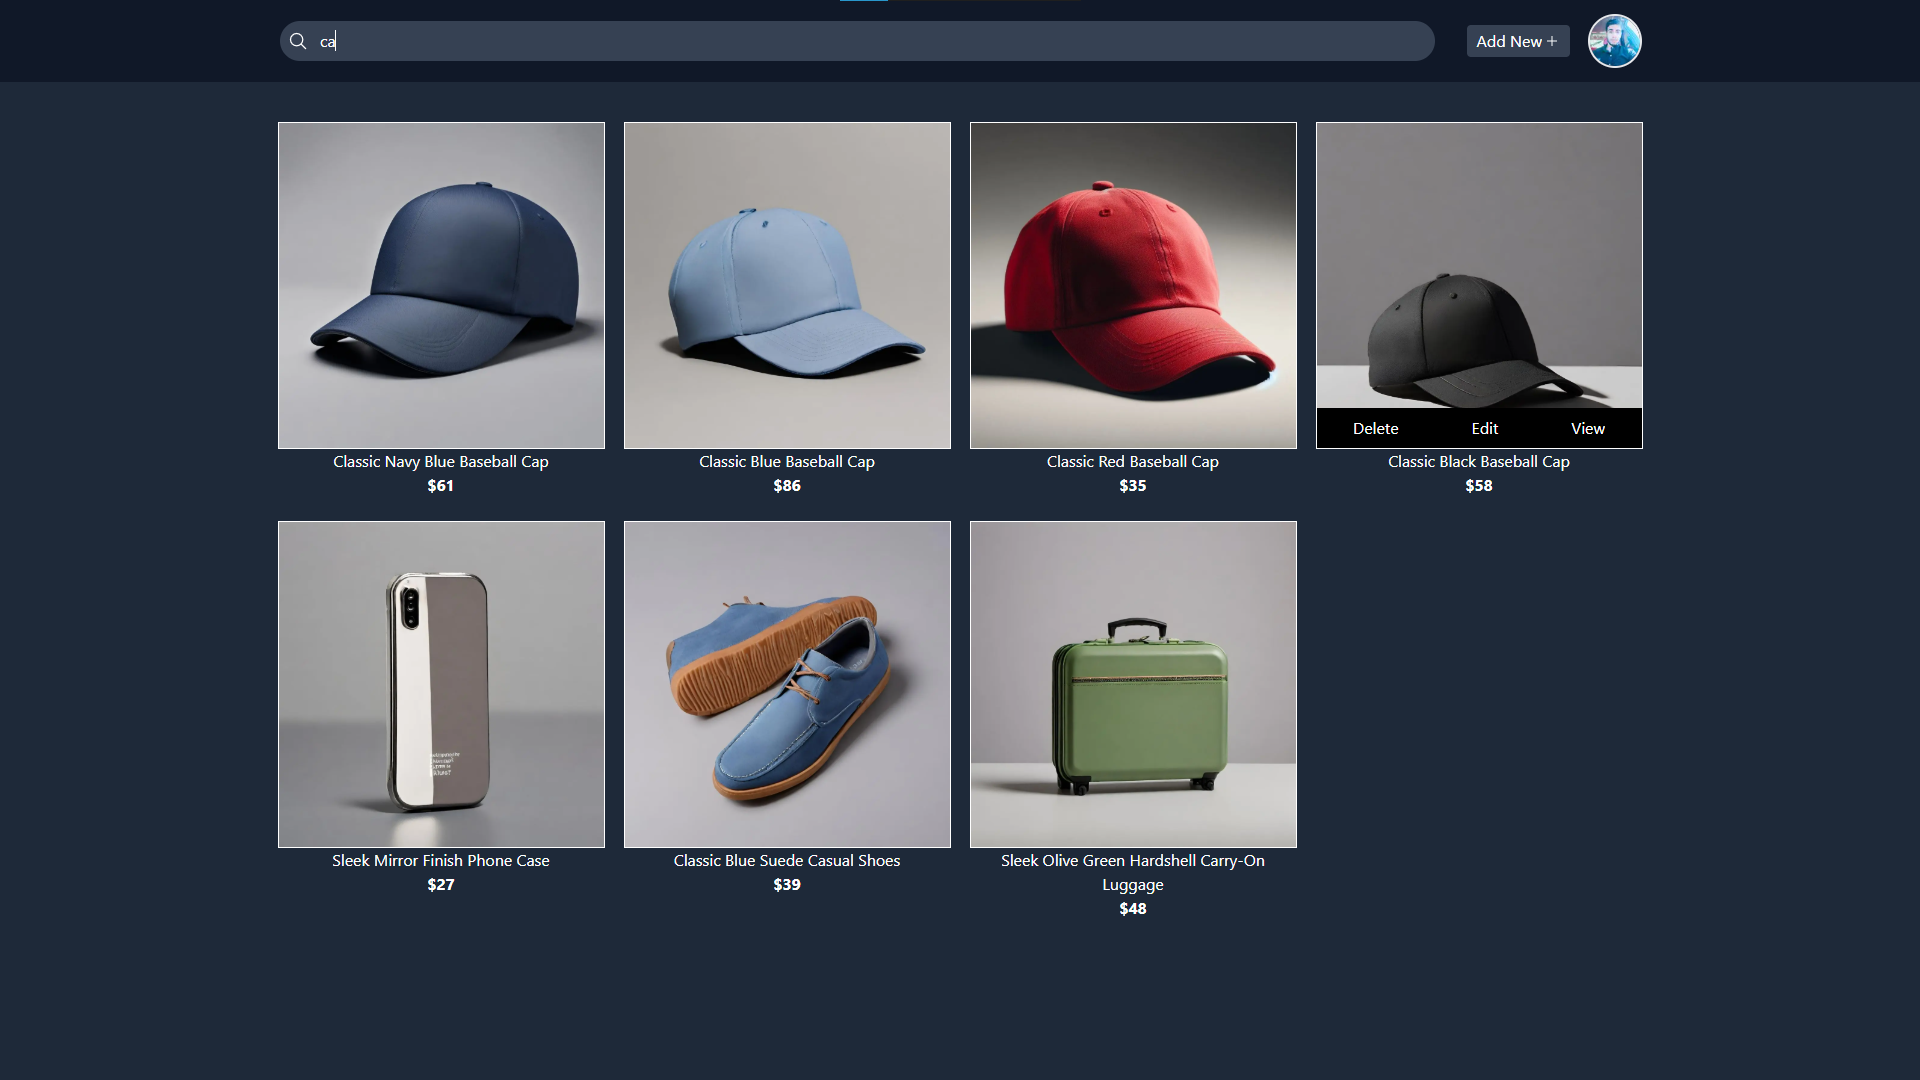 ca
Add New +
Delete Edit View
Classic Navy Blue Baseball Cap
$61
Classic Blue Baseball Cap
$86
Classic Red Baseball Cap
$35
Classic Black Baseball Cap
$58
Sleek Mirror Finish Phone Case
$27
Classic Blue Suede Casual Shoes
$39
Sleek Olive Green Hardshell Carry-On
Luggage
$48